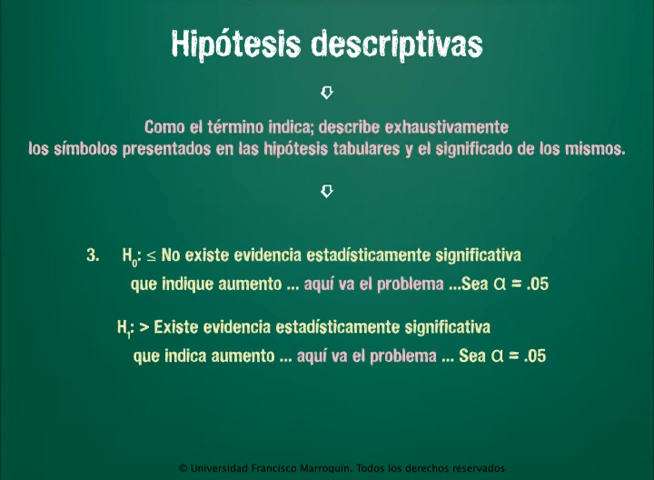 Hipótesis descriptivas
Como el término indica; describe exhaustivamente
los símbolos presentados en las hipótesis tabulares y el significado de los mismos.
3. H₀: ≤ No existe evidencia estadísticamente significativa
que indique aumento ... aquí va el problema ...Sea α = .05
H₁: > Existe evidencia estadísticamente significativa
que indica aumento ... aquí va el problema ... Sea α = .05
© Universidad Francisco Marroquin. Todos los derechos reservados